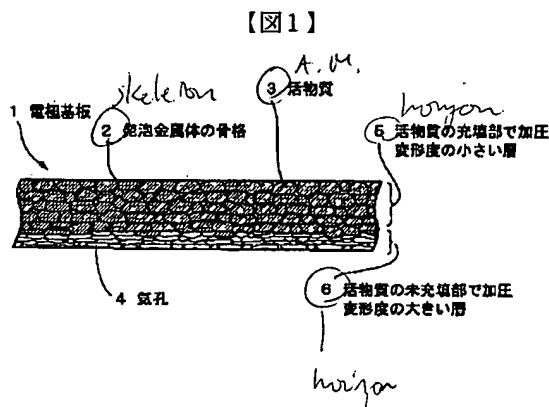 【図1】
skeleton
A. M.
horizon
1 電極基板
2 発泡金属体の骨格
3 活物質
5 活物質の充填部で加圧
変形度の小さい層
4 気孔
6 活物質の未充填部で加圧
変形度の大きい層
horizon